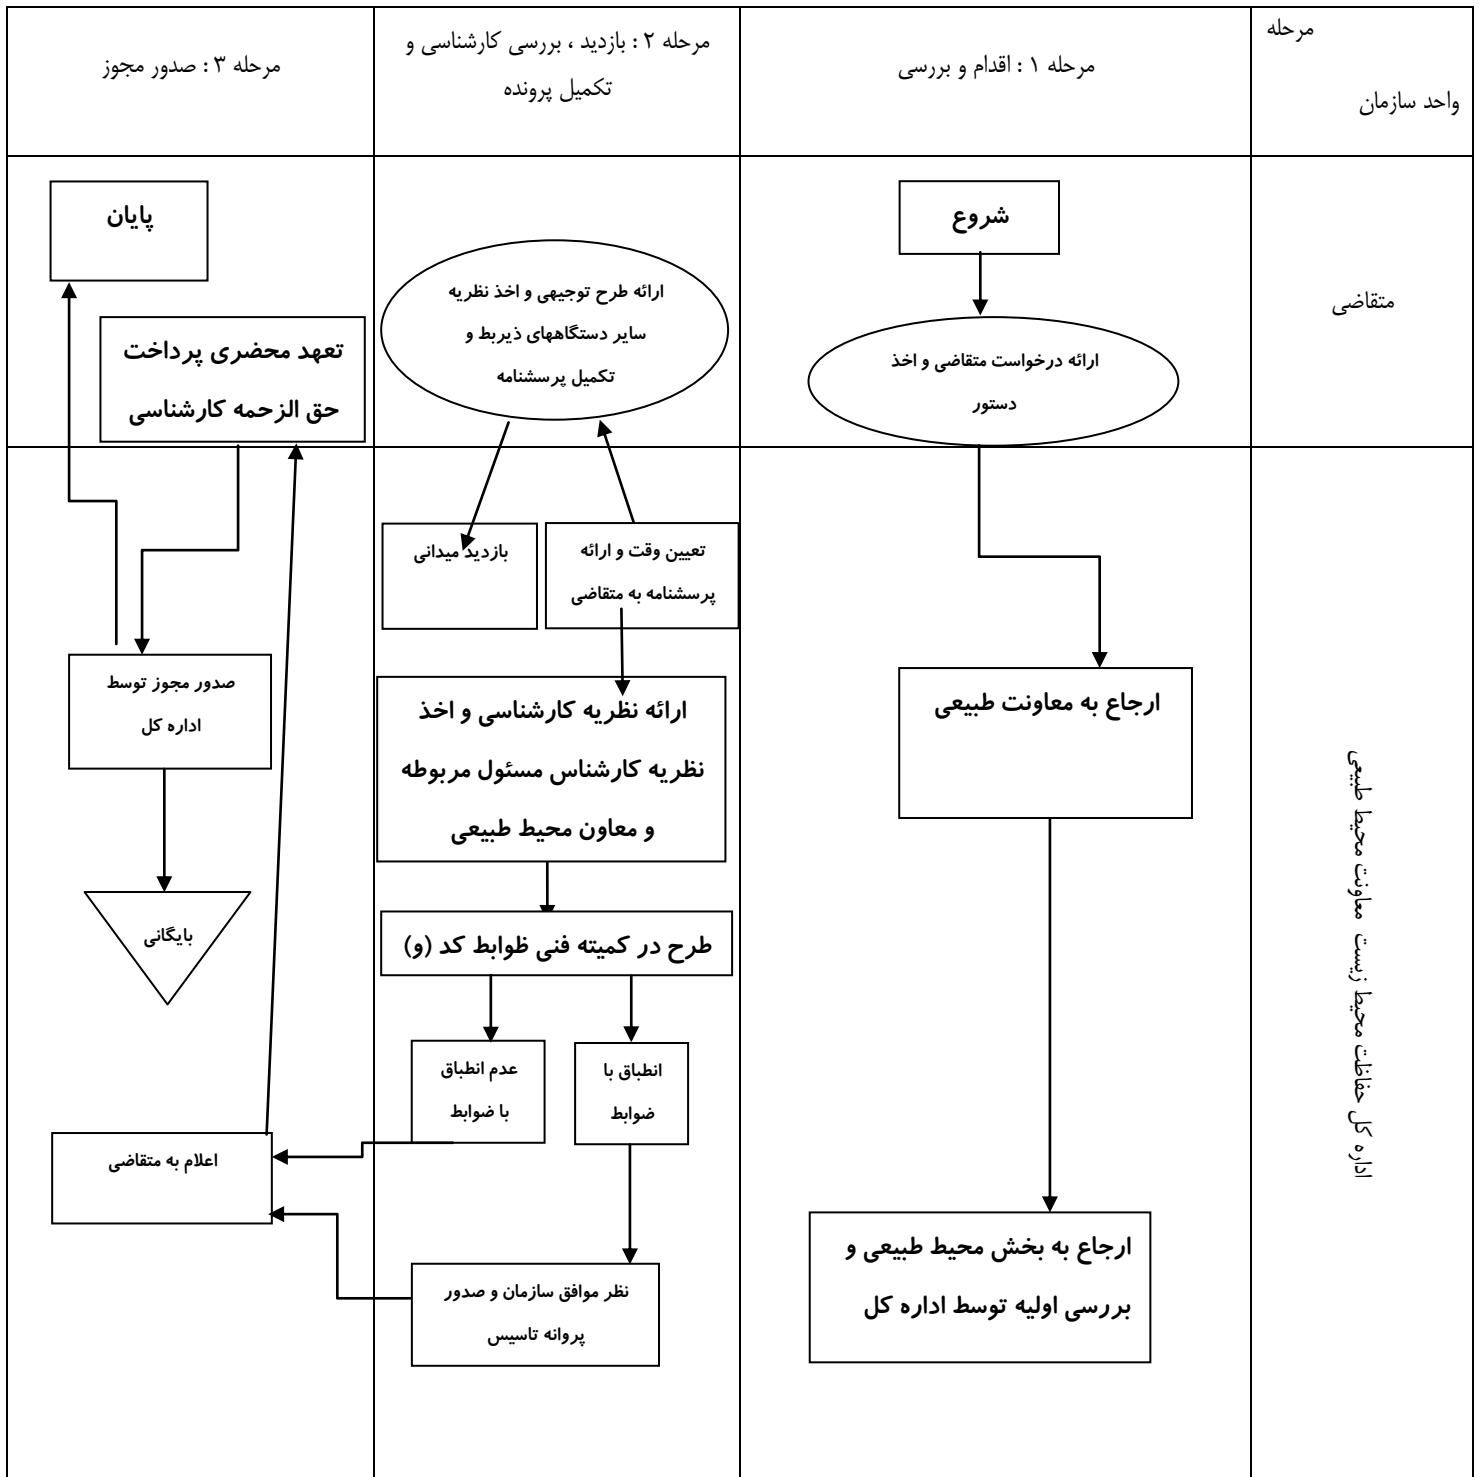 مرحله
واحد سازمان
مرحله ۱ : اقدام و بررسی
مرحله ۲ : بازدید ، بررسی کارشناسی و
تکمیل پرونده
مرحله ۳ : صدور مجوز
متقاضی
شروع
ارائه درخواست متقاضی و اخذ
دستور
ارائه طرح توجیهی و اخذ نظریه
سایر دستگاههای ذیربط و
تکمیل پرسشنامه
پایان
تعهد محضری پرداخت
حق الزحمه کارشناسی
اداره کل حفاظت محیط زیست معاونت محیط طبیعی
ارجاع به معاونت طبیعی
ارجاع به بخش محیط طبیعی و
بررسی اولیه توسط اداره کل
تعیین وقت و ارائه
پرسشنامه به متقاضی
بازدید میدانی
ارائه نظریه کارشناسی و اخذ
نظریه کارشناس مسئول مربوطه
و معاون محیط طبیعی
طرح در کمیته فنی ظوابط کد (و)
انطباق با
ضوابط
عدم انطباق
با ضوابط
نظر موافق سازمان و صدور
پروانه تاسیس
صدور مجوز توسط
اداره کل
بایگانی
اعلام به متقاضی